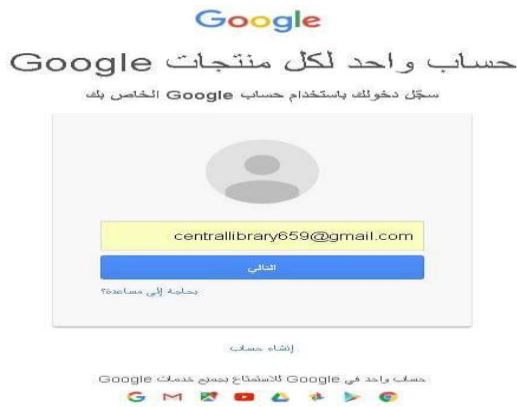 Google
حساب واحد لكل منتجات Google
سجّل دخولك باستخدام حساب Google الخاص بك
centrallibrary659@gmail.com
التالي
بحاجة إلى مساعدة؟
إنشاء حساب
حساب واحد في Google للاستمتاع بجميع خدمات Google